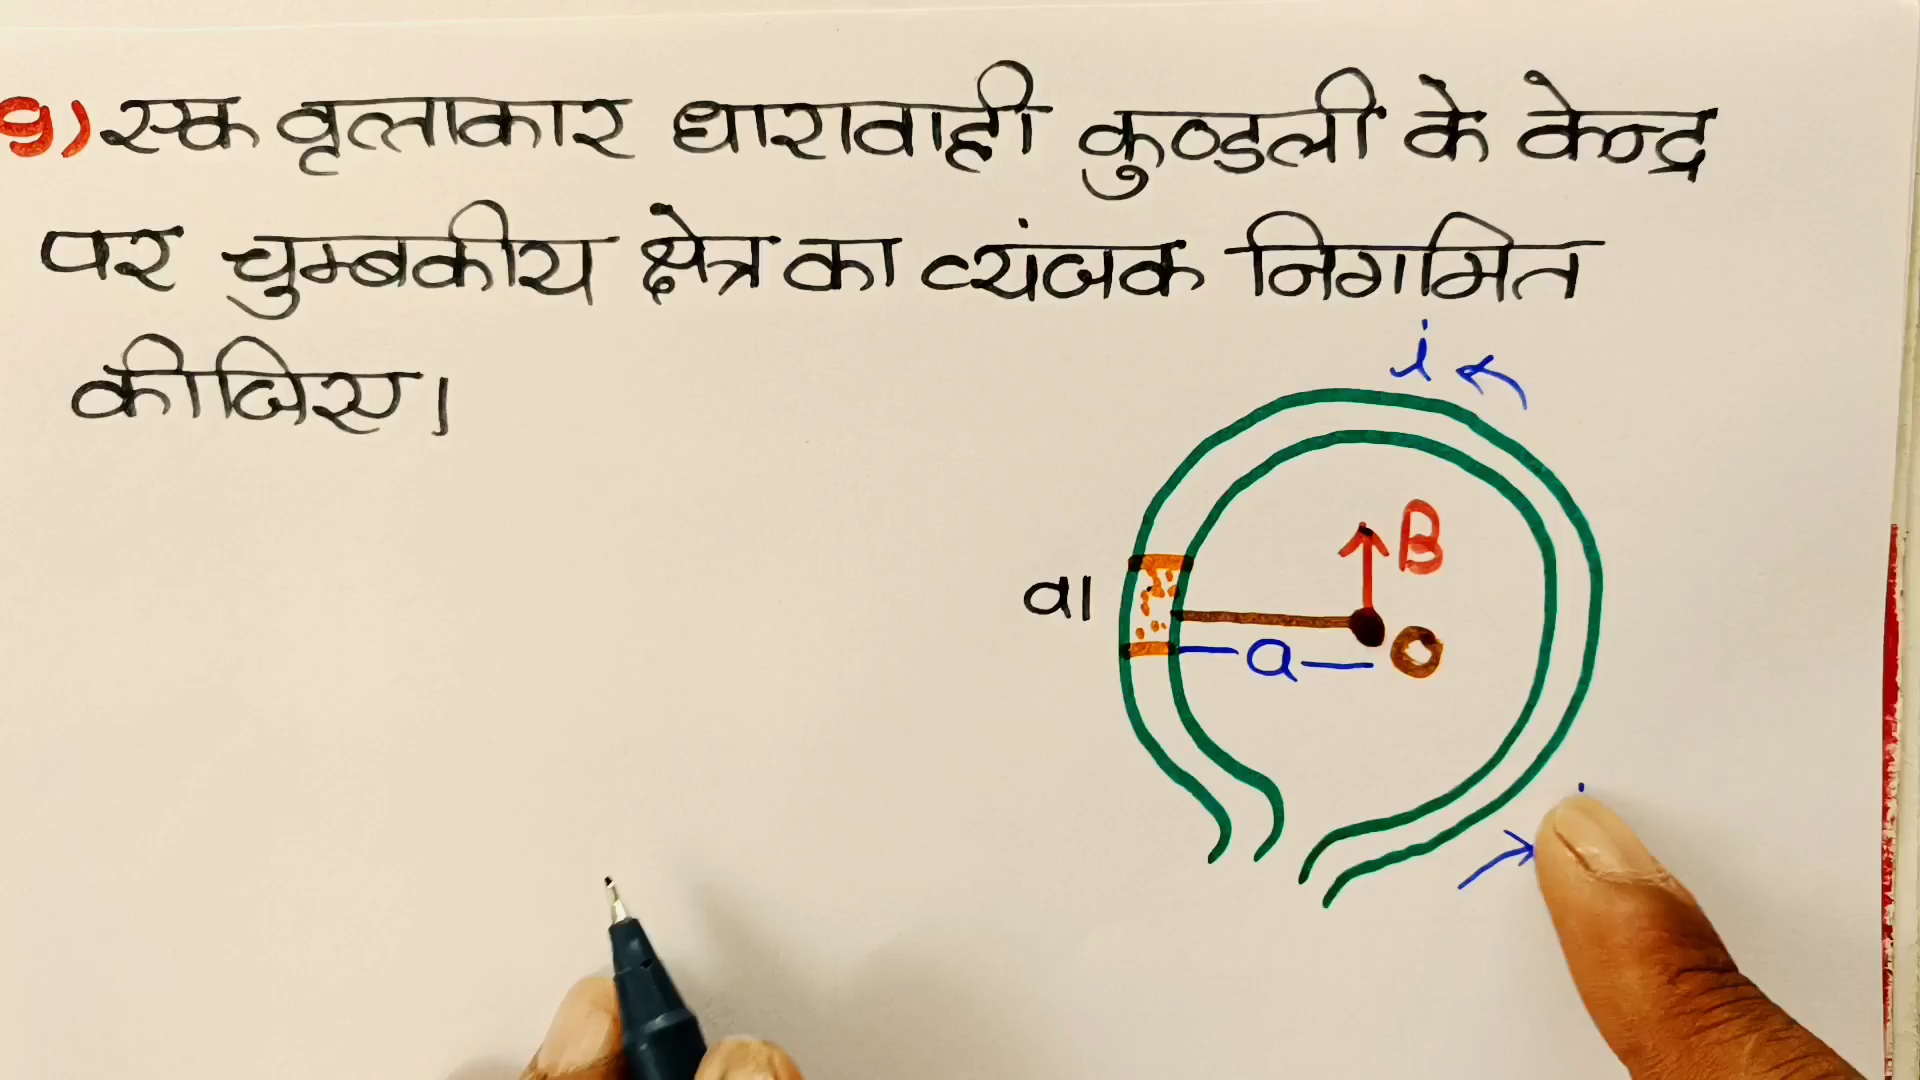 9) एक वृत्ताकार धारावाही कुण्डली के केन्द्र
पर चुम्बकीय क्षेत्र का व्यंजक निगमित
कीजिए।
i
B
dl
a
O